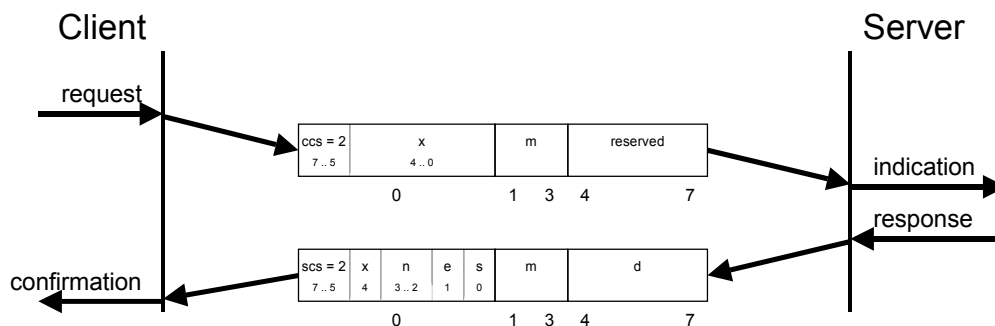 Client Server
request
ccs = 2 x m reserved
7 .. 5 4 .. 0
indication
0 1 3 4 7
response
scs = 2 x n e s m d
confirmation
7 .. 5 4 3 .. 2 1 0
0 1 3 4 7